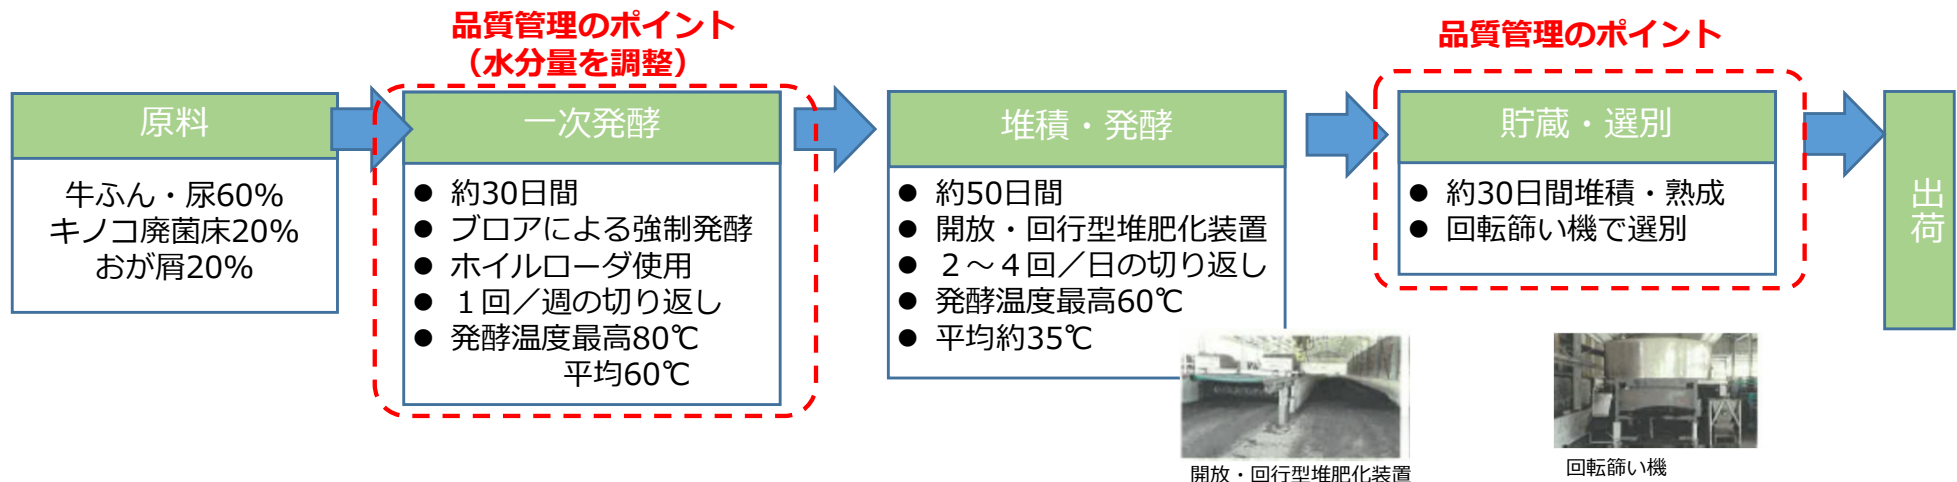 品質管理のポイント
（水分量を調整）
品質管理のポイント
原料
牛ふん・尿60%
キノコ廃菌床20%
おが屑20%
一次発酵
● 約30日間
● ブロアによる強制発酵
● ホイルローダ使用
● １回／週の切り返し
● 発酵温度最高80℃
平均60℃
堆積・発酵
● 約50日間
● 開放・回行型堆肥化装置
● ２～４回／日の切り返し
● 発酵温度最高60℃
● 平均約35℃
開放・回行型堆肥化装置
貯蔵・選別
● 約30日間堆積・熟成
● 回転篩い機で選別
回転篩い機
出荷